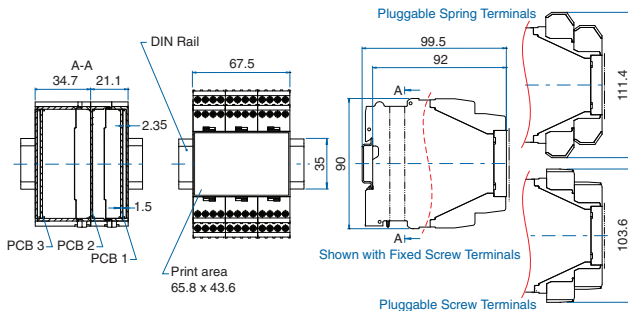 Pluggable Spring Terminals
DIN Rail
A-A
34.7
21.1
67.5
99.5
92
A
2.35
1.5
35
90
111.4
PCB 3
PCB 2
PCB 1
Print area
65.8 x 43.6
A
Shown with Fixed Screw Terminals
103.6
Pluggable Screw Terminals